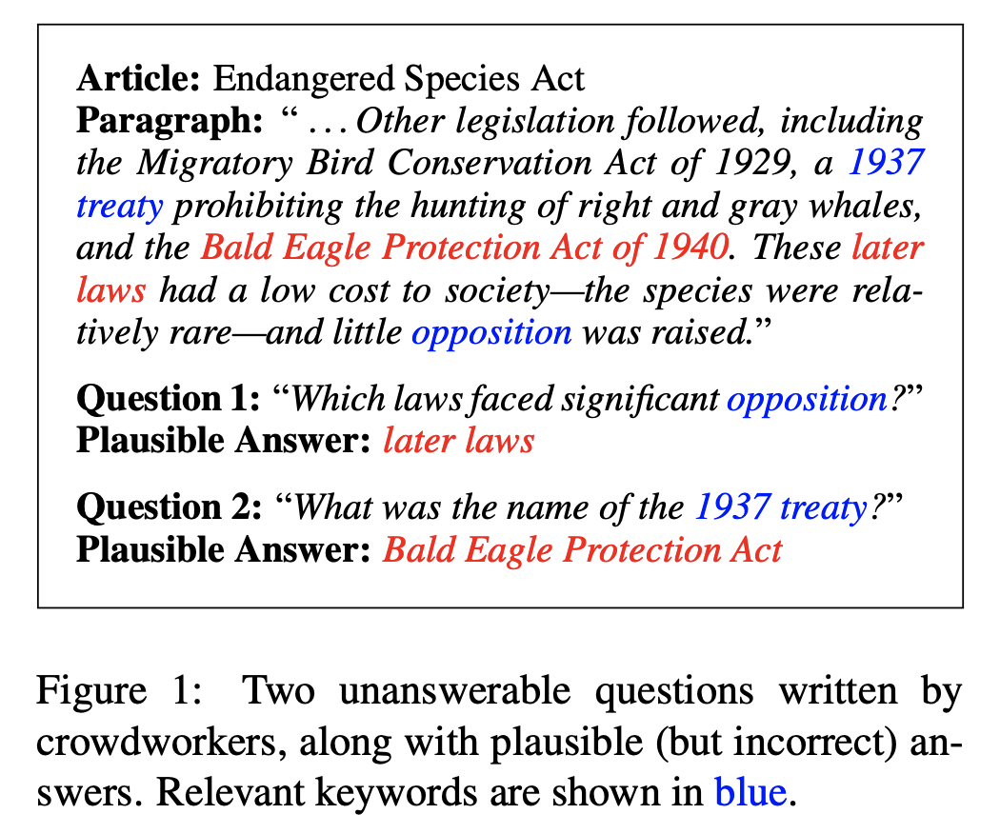 Article: Endangered Species Act
Paragraph: “ . . . Other legislation followed, including
the Migratory Bird Conservation Act of 1929, a 1937
treaty prohibiting the hunting of right and gray whales,
and the Bald Eagle Protection Act of 1940. These later
laws had a low cost to society—the species were rela-
tively rare—and little opposition was raised.”
Question 1: “Which laws faced significant opposition?”
Plausible Answer: later laws
Question 2: “What was the name of the 1937 treaty?”
Plausible Answer: Bald Eagle Protection Act
Figure 1: Two unanswerable questions written by
crowdworkers, along with plausible (but incorrect) an-
swers. Relevant keywords are shown in blue.